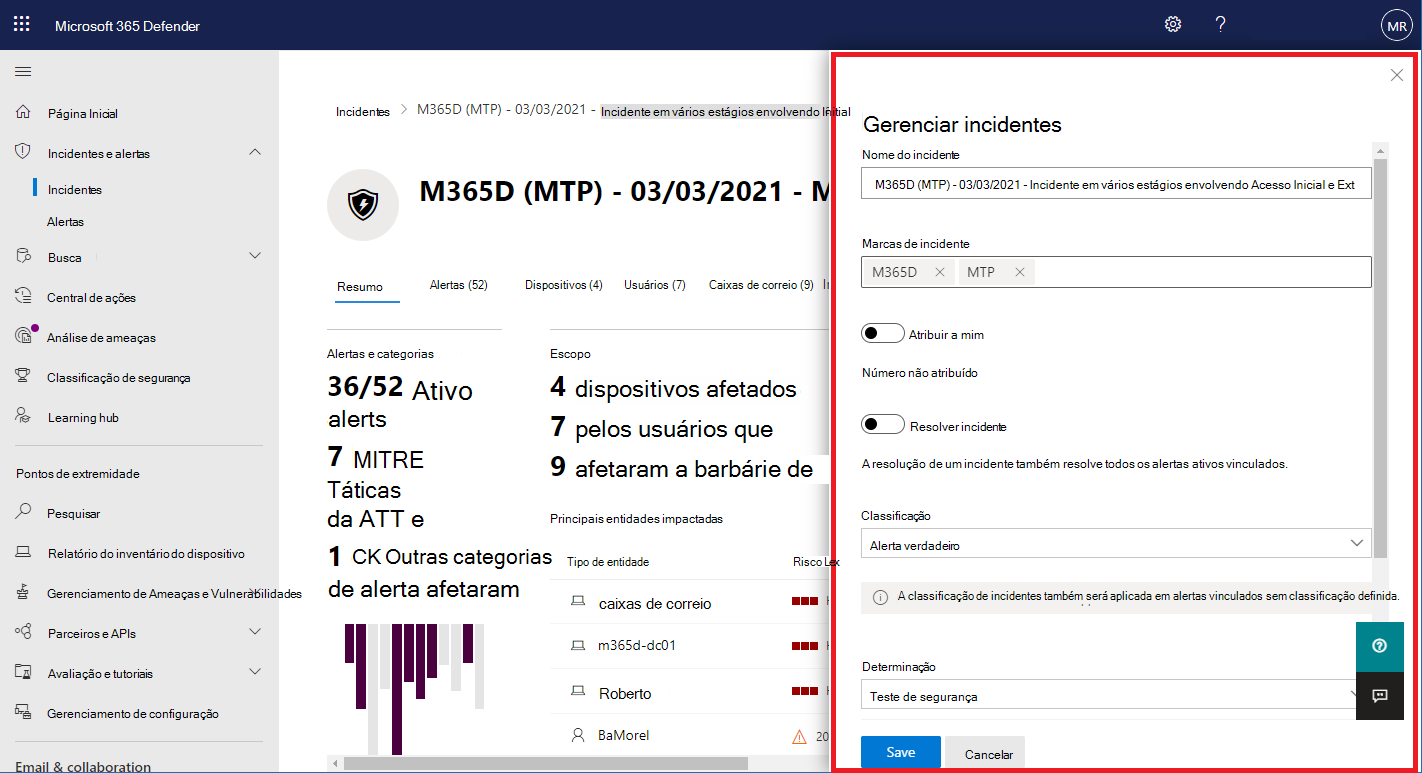 Microsoft 365 Defender
MR
Página Inicial
Incidentes e alertas
Incidentes
Alertas
Busca
Central de ações
Análise de ameaças
Classificação de segurança
Learning hub
Pontos de extremidade
Pesquisar
Relatório do inventário do dispositivo
Gerenciamento de Ameaças e Vulnerabilidades
Parceiros e APIs
Avaliação e tutoriais
Gerenciamento de configuração
Email & collaboration
Incidentes > M365D (MTP) - 03/03/2021 - Incidente em vários estágios envolvendo Initial
M365D (MTP) - 03/03/2021 - M
Resumo
Alertas (52)
Dispositivos (4)
Usuários (7)
Caixas de correio (9)
Alertas e categorias
36/52 Ativo
alerts
7 MITRE
Táticas
da ATT e
1 CK Outras categorias
de alerta afetaram
Escopo
4 dispositivos afetados
7 pelos usuários que
9 afetaram a barbárie de
Principais entidades impactadas
Tipo de entidade
Risco Lex
caixas de correio
m365d-dc01
Roberto
BaMorel
20
Gerenciar incidentes
Nome do incidente
M365D (MTP) - 03/03/2021 - Incidente em vários estágios envolvendo Acesso Inicial e Ext
Marcas de incidente
M365D
MTP
Atribuir a mim
Número não atribuído
Resolver incidente
A resolução de um incidente também resolve todos os alertas ativos vinculados.
Classificação
Alerta verdadeiro
A classificação de incidentes também será aplicada em alertas vinculados sem classificação definida.
Determinação
Teste de segurança
Save
Cancelar